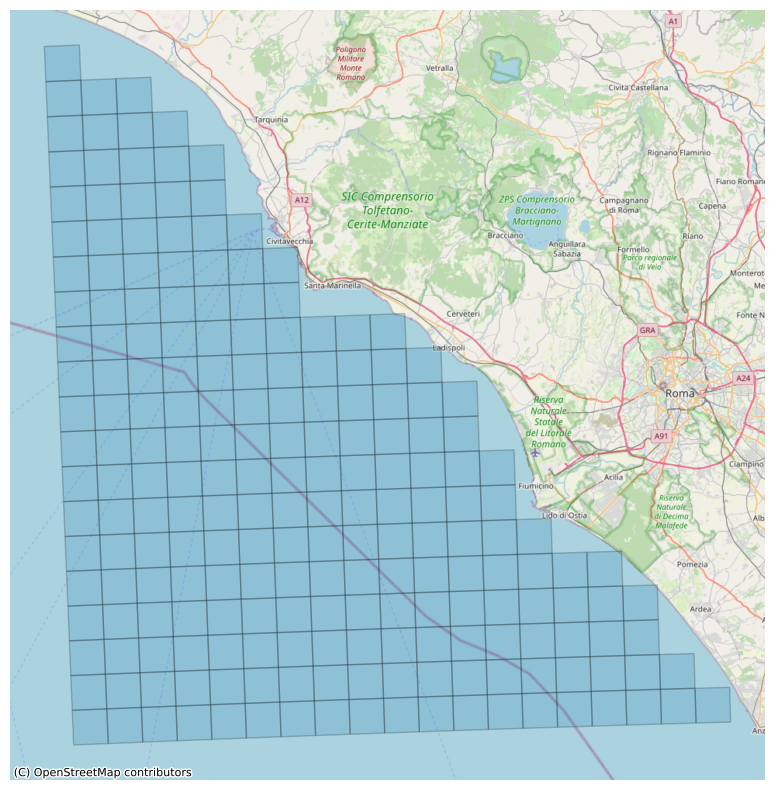 A1
Poligono
Militare
Monte
Romano
Vetralla
Civita Castellana
Tarquinia
Rignano Flaminio
Fiano Romano
A12
SIC Comprensorio
Tolfetano-
Cerite-Manziate
ZPS Comprensorio
Bracciano-
Martignano
Campagnano
di Roma
Capena
Civitavecchia
Bracciano
Anguillara
Sabazia
Formello
Riano
Parco regionale
di Veio
Monterot
Me
Santa Marinella
Cerveteri
Fonte N
GRA
Ladispoli
A24
Roma
Riserva
Naturale
Statale
del Litorale
Romano
A91
Ciampino
Acilia
Fiumicino
Lido di Ostia
Riserva
Naturale
di Decima
Malafede
Alb
Pomezia
Ardea
A
Anz
(C) OpenStreetMap contributors